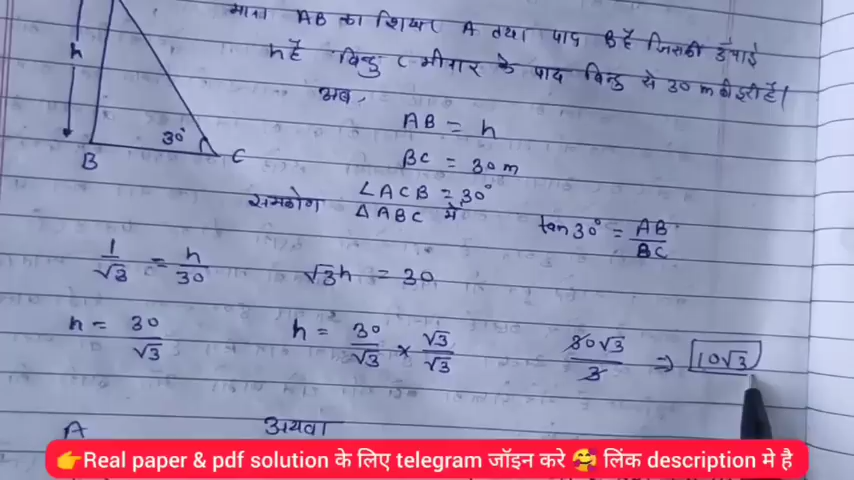 माना AB का शिखर A तथा पाद B है जिसकी ऊँचाई
h है बिन्दु C मीनार के पाद बिन्दु से 30 m की दूरी है।
अब,
h
AB = h
30°
B
C
BC = 30 m
∠ACB = 30°
समकोण ΔABC में
tan 30° = AB/BC
1/√3 = h/30 √3h = 30
h = 30/√3 h = 30/√3 × √3/√3 30√3/3 ⇒ 10√3
A अथवा
👉Real paper & pdf solution के लिए telegram जॉइन करे 🥰 लिंक description मे है